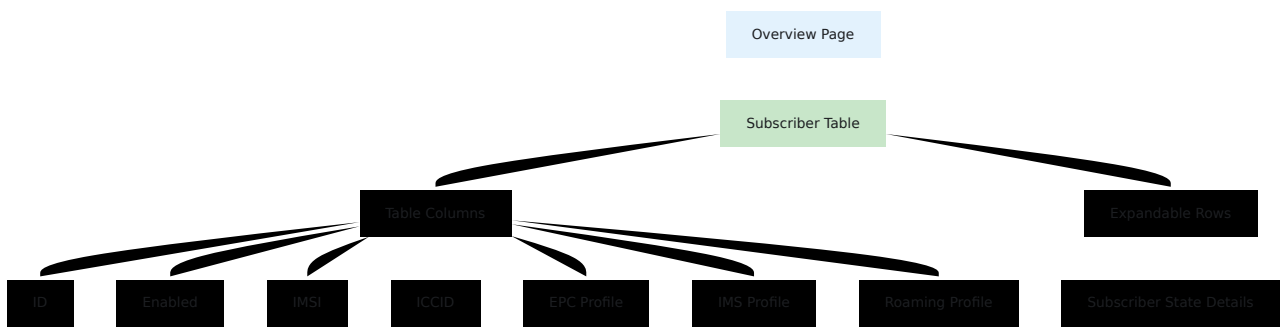 Overview Page
Subscriber Table
Table Columns
Expandable Rows
ID
Enabled
IMSI
ICCID
EPC Profile
IMS Profile
Roaming Profile
Subscriber State Details